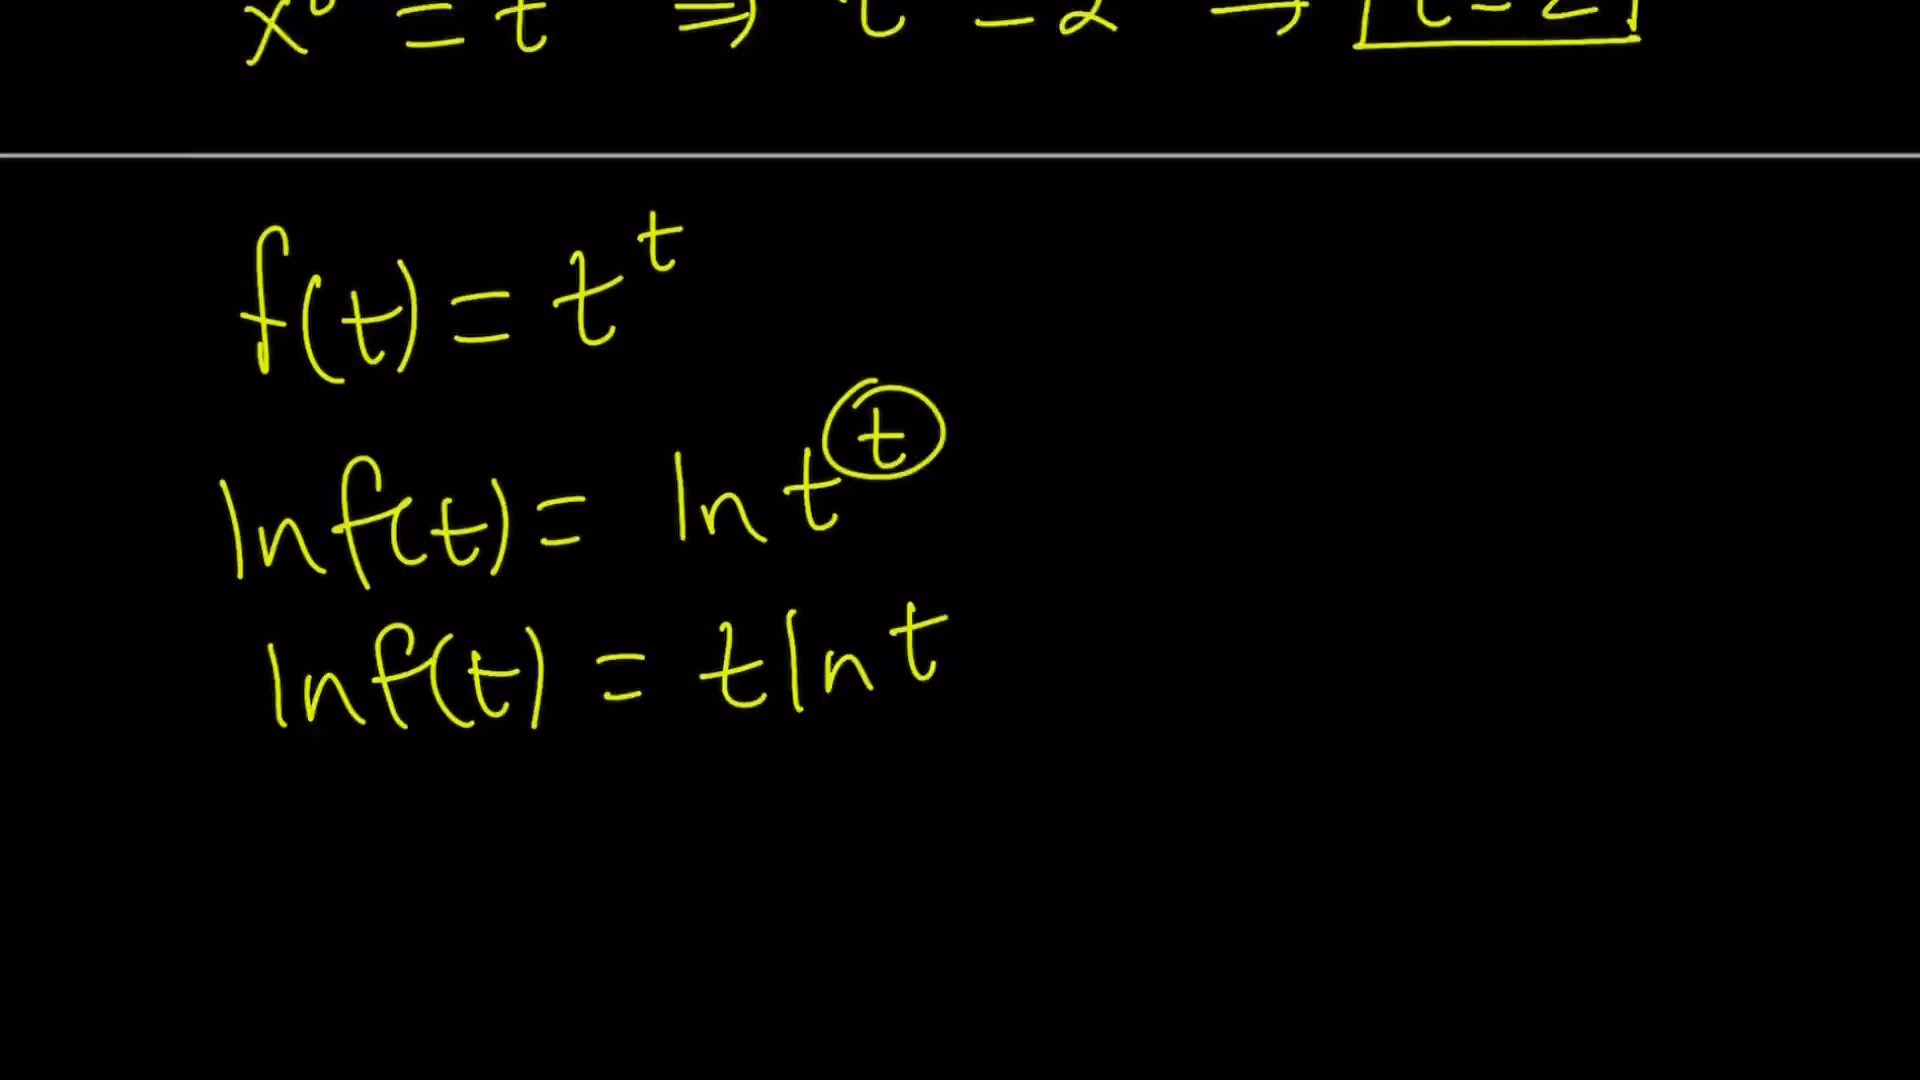 = t ⇒
f(t) = t^t
ln f(t) = ln t^t
ln f(t) = t ln t